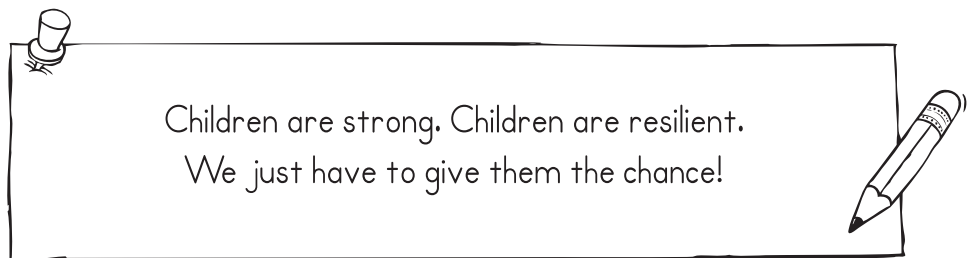 Children are strong. Children are resilient.
We just have to give them the chance!